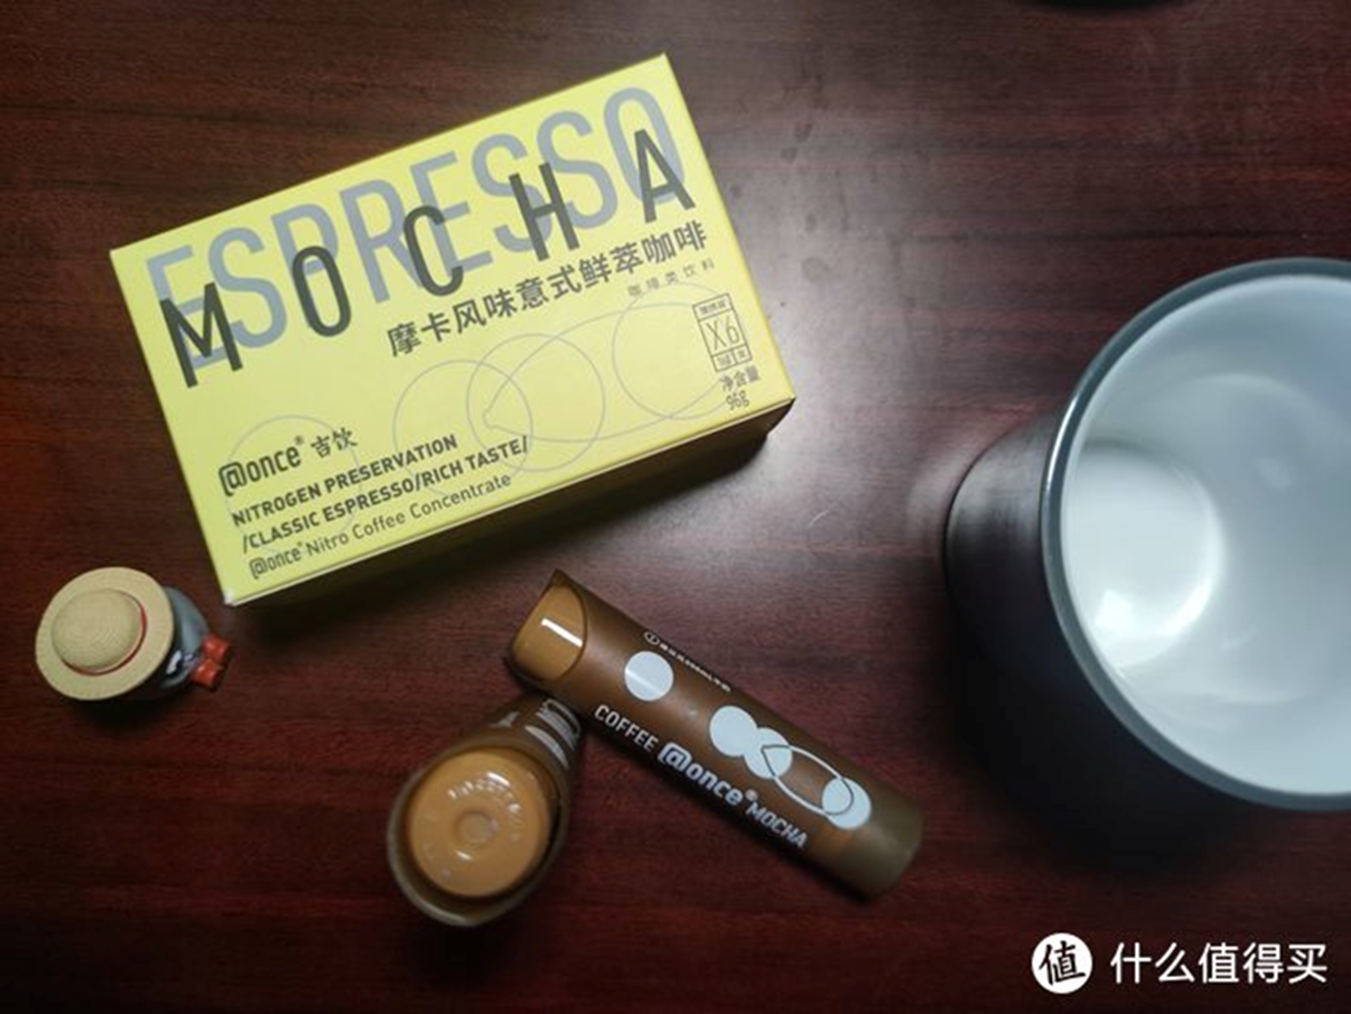 ESPRESSO
MOCHA
摩卡风味意式鲜萃咖啡
咖啡类饮料
X6
净含量
96g
@once® 吉饮
NITROGEN PRESERVATION
/CLASSIC ESPRESSO/RICH TASTE/
@once® Nitro Coffee Concentrate
COFFEE @once® MOCHA
值 什么值得买